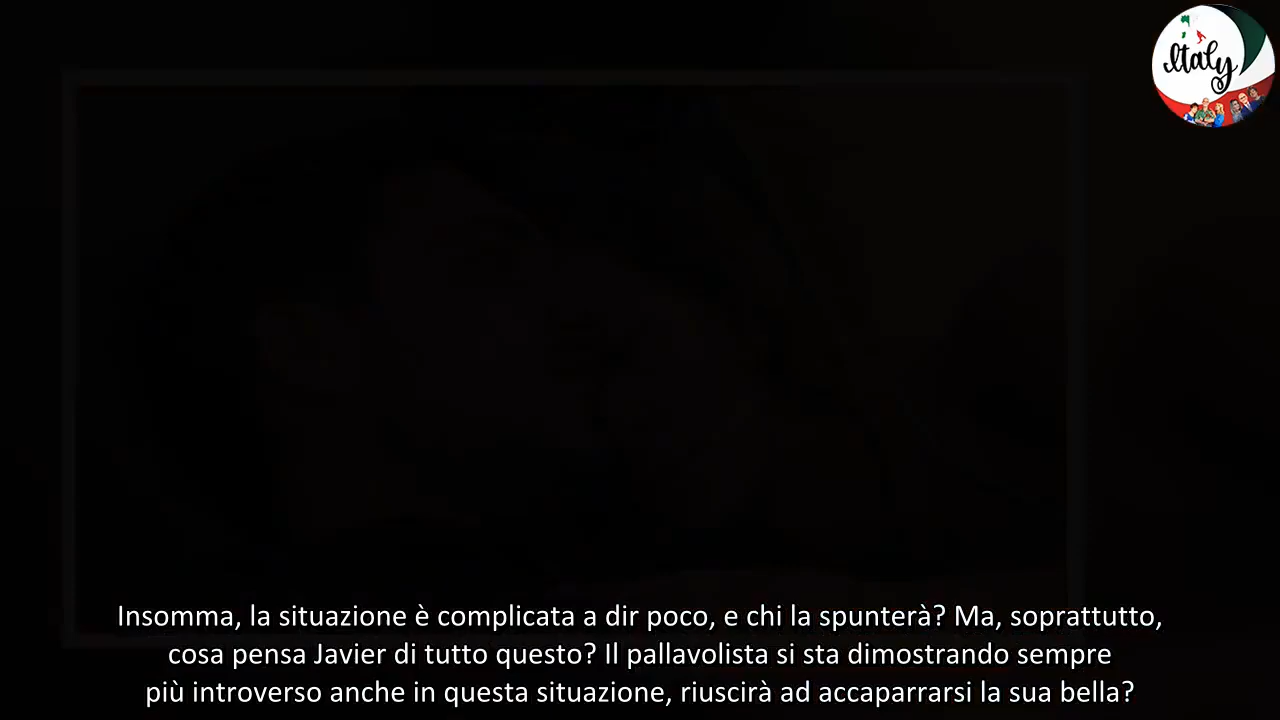 Italy
Insomma, la situazione è complicata a dir poco, e chi la spunterà? Ma, soprattutto,
cosa pensa Javier di tutto questo? Il pallavolista si sta dimostrando sempre
più introverso anche in questa situazione, riuscirà ad accaparrarsi la sua bella?